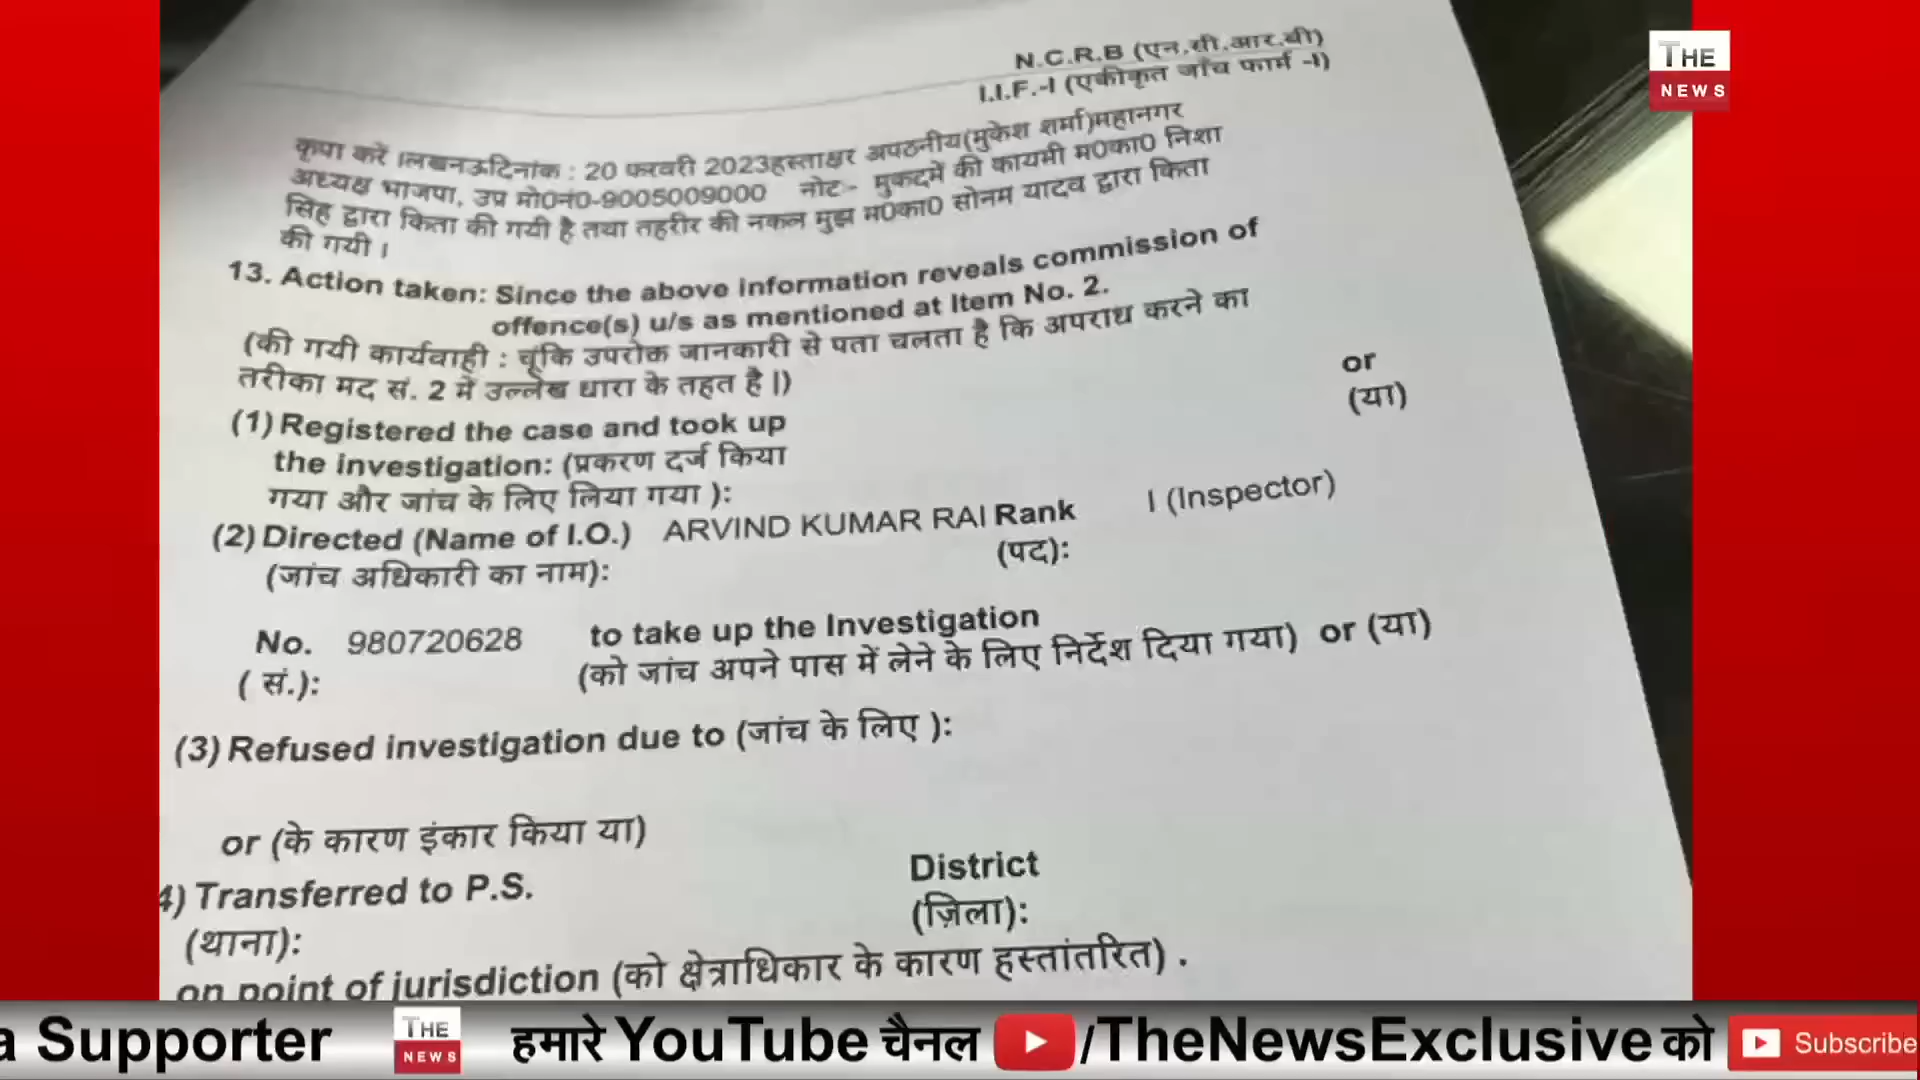 THE
NEWS
N.C.R.B (एन.सी.आर.बी)
I.I.F.-I (एकीकृत जाँच फार्म -I)
कृपा करें ।लखनऊदिनांक : 20 फरवरी 2023हस्ताक्षर अपठनीय(मुकेश शर्मा)महानगर
अध्यक्ष भाजपा, उप्र मो0नं0-9005009000 नोट- मुकदमें की कायमी म0का0 निशा
सिंह द्वारा किता की गयी है तथा तहरीर की नकल मुझ म0का0 सोनम यादव द्वारा किता
की गयी ।
13. Action taken: Since the above information reveals commission of
offence(s) u/s as mentioned at Item No. 2.
(की गयी कार्यवाही : चूंकि उपरोक्त जानकारी से पता चलता है कि अपराध करने का
तरीका मद सं. 2 में उल्लेख धारा के तहत है ।)
(1) Registered the case and took up
the investigation: (प्रकरण दर्ज किया
गया और जांच के लिए लिया गया ):
or
(या)
(2) Directed (Name of I.O.) ARVIND KUMAR RAI Rank I (Inspector)
(जांच अधिकारी का नाम): (पद):
No. 980720628 to take up the Investigation
( सं.): (को जांच अपने पास में लेने के लिए निर्देश दिया गया) or (या)
(3) Refused investigation due to (जांच के लिए ):
or (के कारण इंकार किया या)
4) Transferred to P.S. District
(थाना): (ज़िला):
on point of jurisdiction (को क्षेत्राधिकार के कारण हस्तांतरित) .
a Supporter THE NEWS हमारे YouTube चैनल /TheNewsExclusive को Subscribe